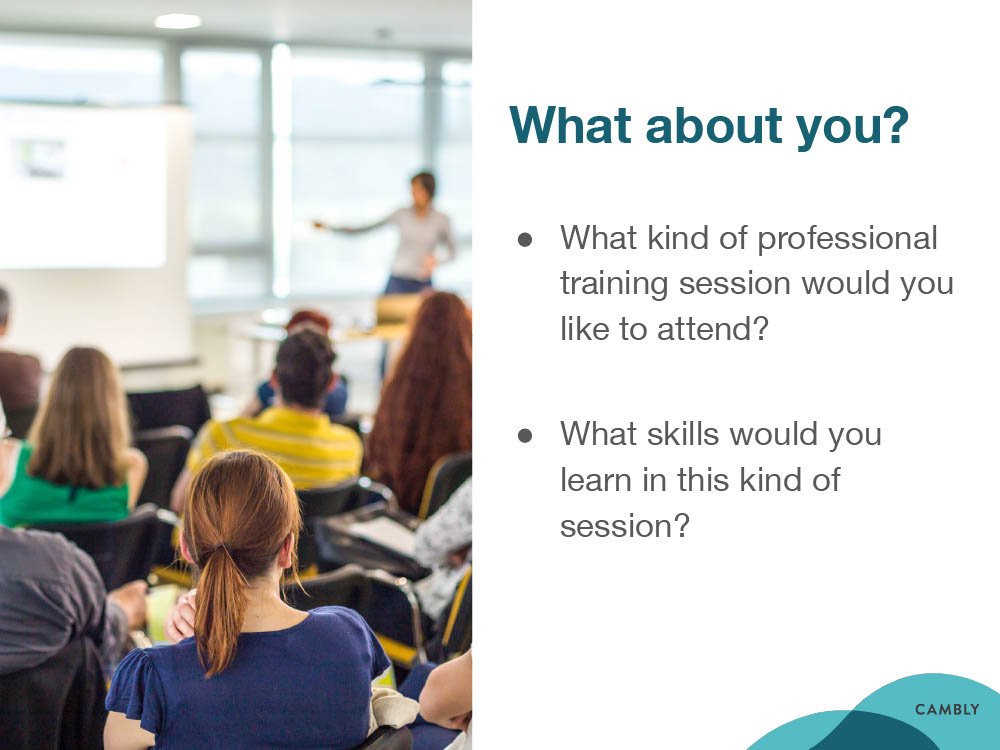 What about you?
● What kind of professional
training session would you
like to attend?
● What skills would you
learn in this kind of
session?
CAMBLY